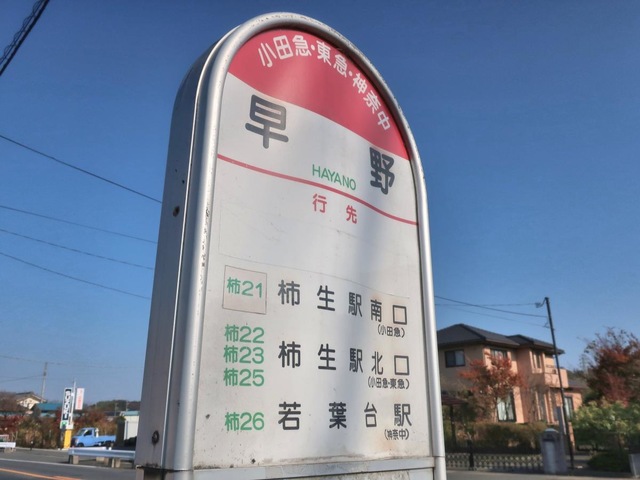 小田急・東急・神奈中
早野
HAYANO
行先
柿21 柿生駅南口
(小田急)
柿22
柿23 柿生駅北口
柿25 (小田急・東急)
柿26 若葉台駅
(神奈中)